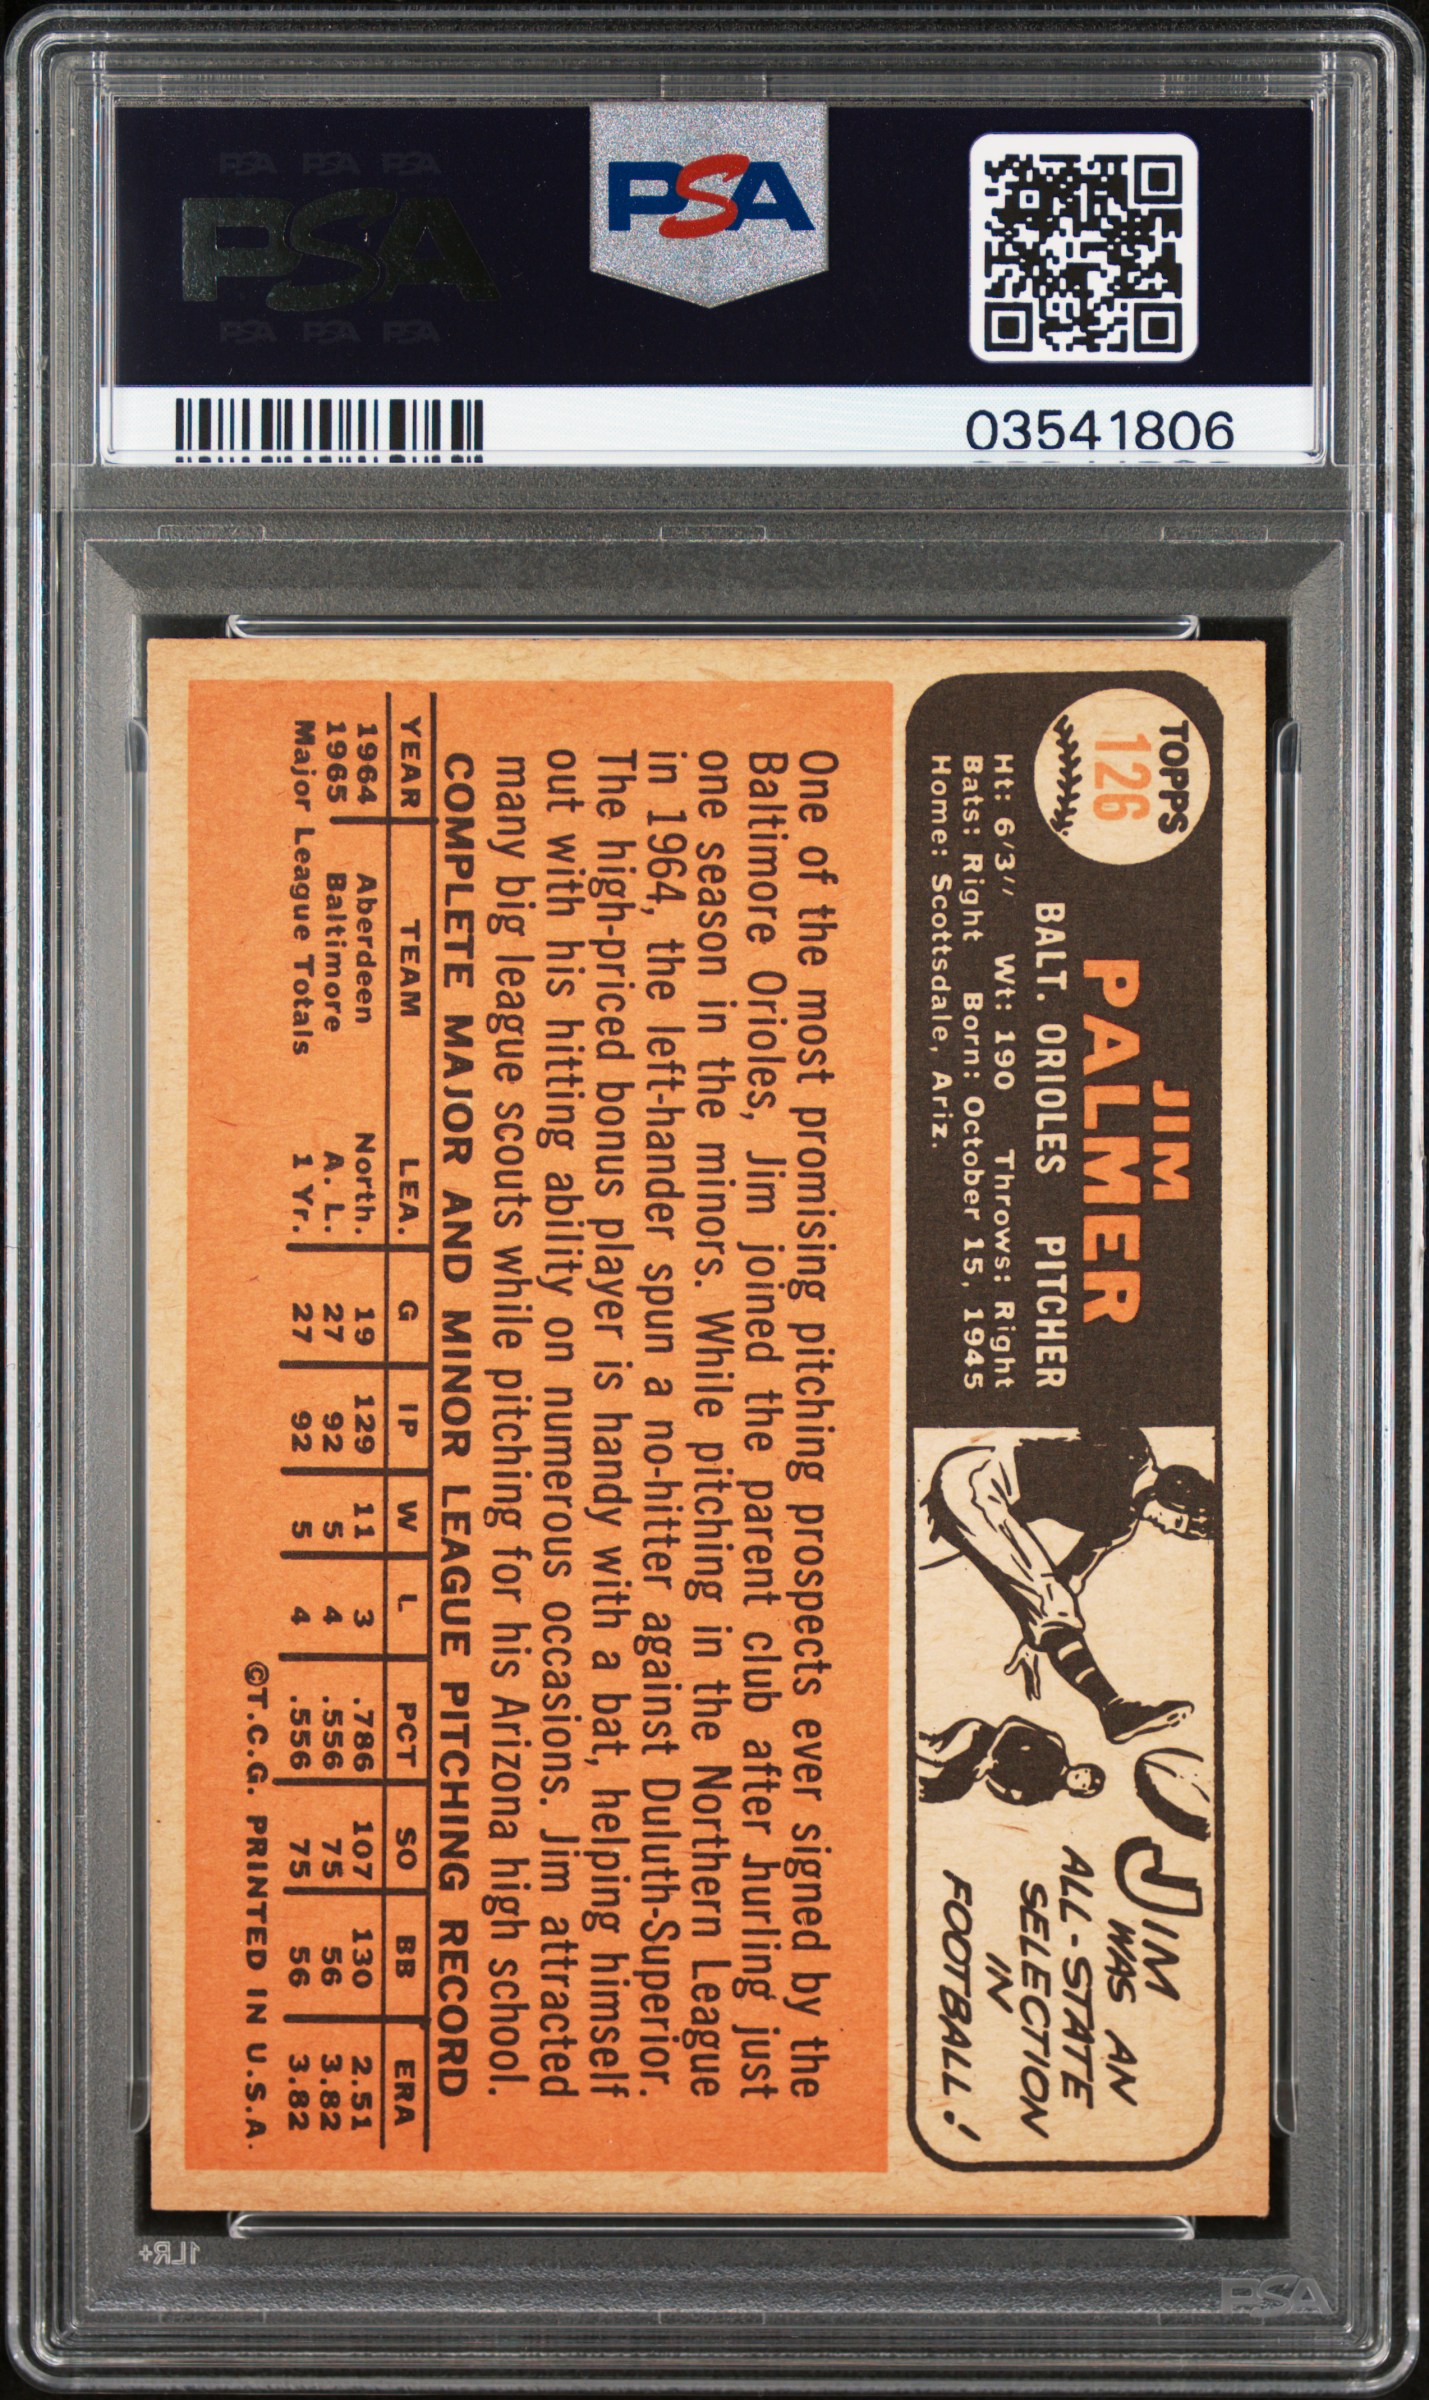 PSA PSA PSA
PSA
PSA PSA PSA
PSA
03541806
TOPPS
126
JIM
PALMER
BALT. ORIOLES PITCHER
Ht: 6'3" Wt: 190 Throws: Right
Bats: Right Born: October 15, 1945
Home: Scottsdale, Ariz.
JIM
WAS AN
ALL-STATE
SELECTION
IN
FOOTBALL!
One of the most promising pitching prospects ever signed by the
Baltimore Orioles, Jim joined the parent club after hurling just
one season in the minors. While pitching in the Northern League
in 1964, the left-hander spun a no-hitter against Duluth-Superior.
The high-priced bonus player is handy with a bat, helping himself
out with his hitting ability on numerous occasions. Jim attracted
many big league scouts while pitching for his Arizona high school.
COMPLETE MAJOR AND MINOR LEAGUE PITCHING RECORD
YEAR TEAM LEA. G IP W L PCT SO BB ERA
1964 Aberdeen North. 19 129 11 3 .786 107 130 2.51
1965 Baltimore A. L. 27 92 5 4 .556 75 56 3.82
Major League Totals 1 Yr. 27 92 5 4 .556 75 56 3.82
©T.C.G. PRINTED IN U.S.A.
1LR+
PSA